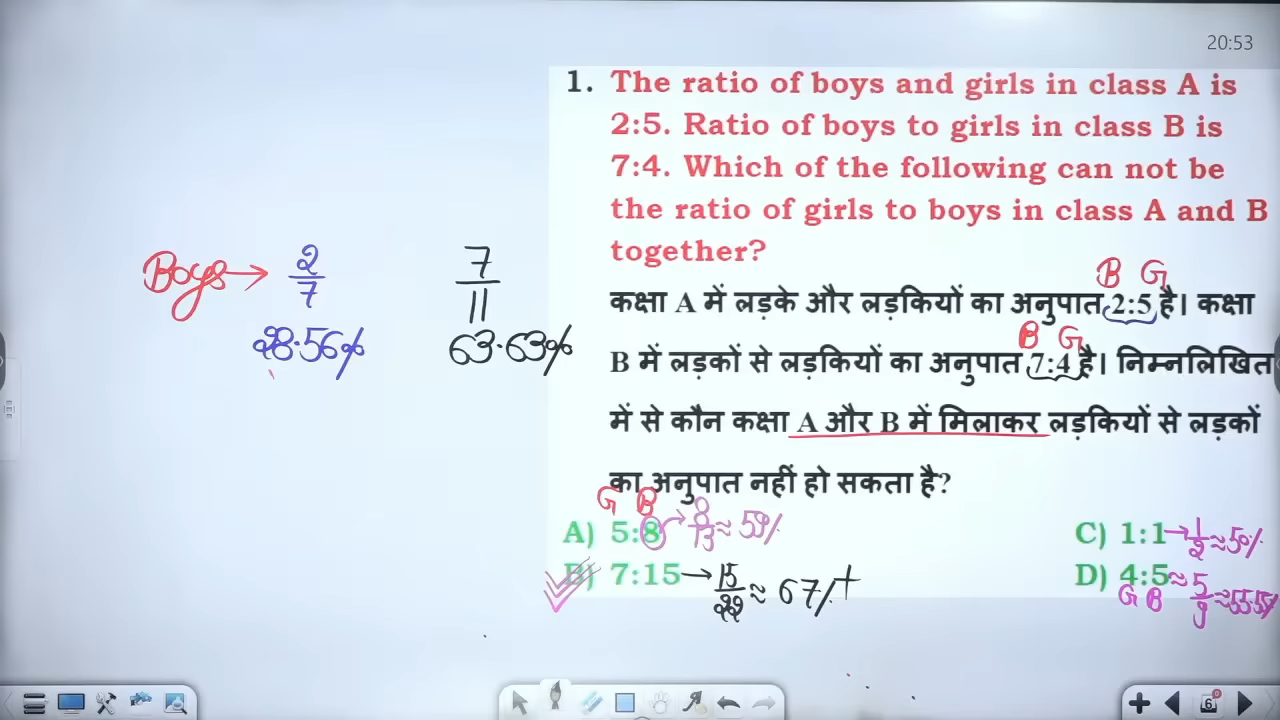 20:53
1. The ratio of boys and girls in class A is
2:5. Ratio of boys to girls in class B is
7:4. Which of the following can not be
the ratio of girls to boys in class A and B
together?
B G
कक्षा A में लड़के और लड़कियों का अनुपात 2:5 है। कक्षा
B G
B में लड़कों से लड़कियों का अनुपात 7:4 है। निम्नलिखित
में से कौन कक्षा A और B में मिलाकर लड़कियों से लड़कों
का अनुपात नहीं हो सकता है?
G B
A) 5:8 → 8/13 ≈ 59%
B) 7:15 → 15/22 ≈ 67% +
C) 1:1 → 1/2 ≈ 50%
D) 4:5 ≈ 5/9 ≈ 55.55%
G B
Boys → 2/7 7/11
28.56% 63.63%
6